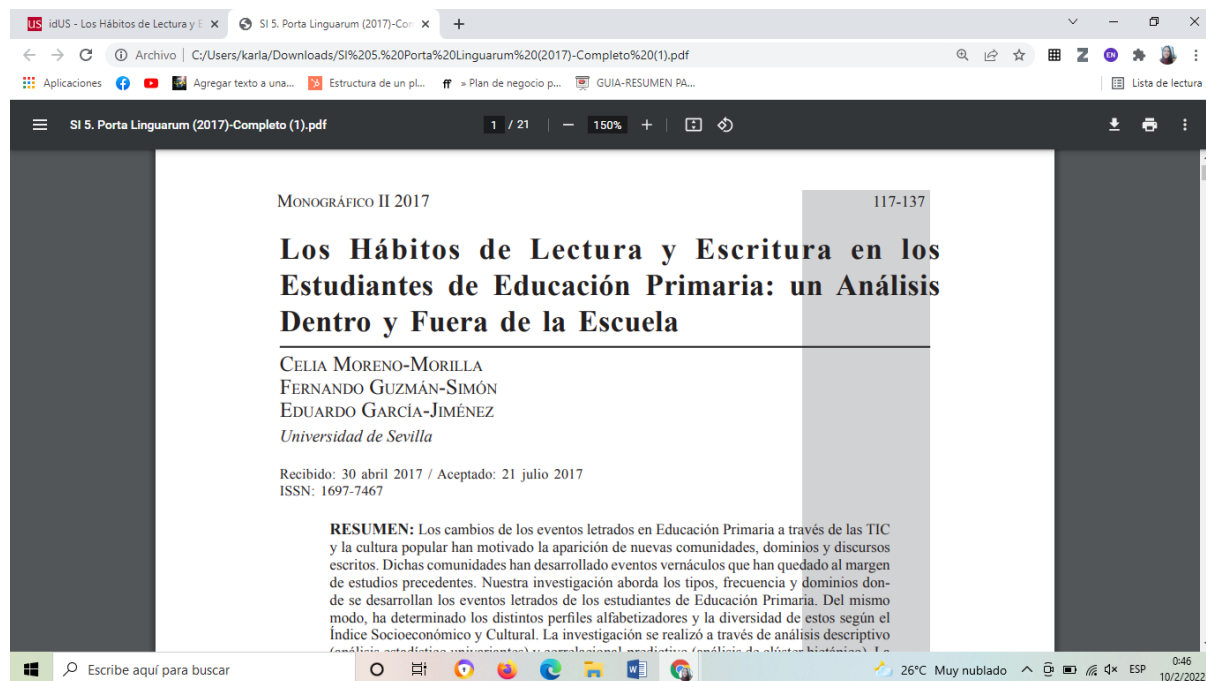 idUS - Los Hábitos de Lectura y E
SI 5. Porta Linguarum (2017)-Con
Archivo | C:/Users/karla/Downloads/SI%205.%20Porta%20Linguarum%20(2017)-Completo%20(1).pdf
Aplicaciones Agregar texto a una... Estructura de un pl... » Plan de negocio p... GUIA-RESUMEN PA... Lista de lectura
SI 5. Porta Linguarum (2017)-Completo (1).pdf 1 / 21 150%
Monográfico II 2017 117-137
Los Hábitos de Lectura y Escritura en los
Estudiantes de Educación Primaria: un Análisis
Dentro y Fuera de la Escuela
Celia Moreno-Morilla
Fernando Guzmán-Simón
Eduardo García-Jiménez
Universidad de Sevilla
Recibido: 30 abril 2017 / Aceptado: 21 julio 2017
ISSN: 1697-7467
RESUMEN: Los cambios de los eventos letrados en Educación Primaria a través de las TIC
y la cultura popular han motivado la aparición de nuevas comunidades, dominios y discursos
escritos. Dichas comunidades han desarrollado eventos vernáculos que han quedado al margen
de estudios precedentes. Nuestra investigación aborda los tipos, frecuencia y dominios don-
de se desarrollan los eventos letrados de los estudiantes de Educación Primaria. Del mismo
modo, ha determinado los distintos perfiles alfabetizadores y la diversidad de estos según el
Índice Socioeconómico y Cultural. La investigación se realizó a través de análisis descriptivo
(análisis estadístico univariantes) y correlacional predictivo (análisis de clúster bietápico). La
Escribe aquí para buscar 26°C Muy nublado ESP 0:46
10/2/2022